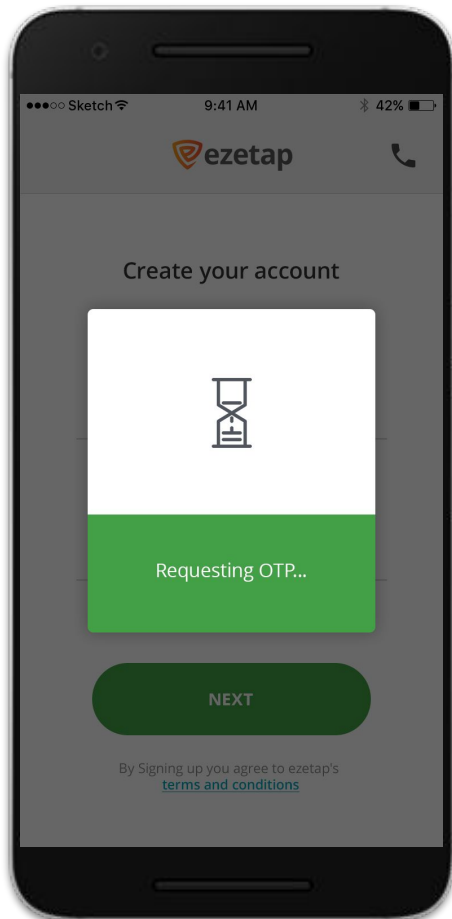 ●●●○○ Sketch 9:41 AM 42%
ezetap
Create your account
Requesting OTP...
NEXT
By Signing up you agree to ezetap's
terms and conditions